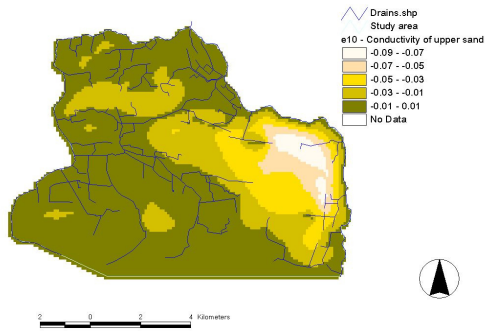 Drains.shp
Study area
e10 - Conductivity of upper sand
-0.09 - -0.07
-0.07 - -0.05
-0.05 - -0.03
-0.03 - -0.01
-0.01 - 0.01
No Data
2 0 2 4 Kilometers